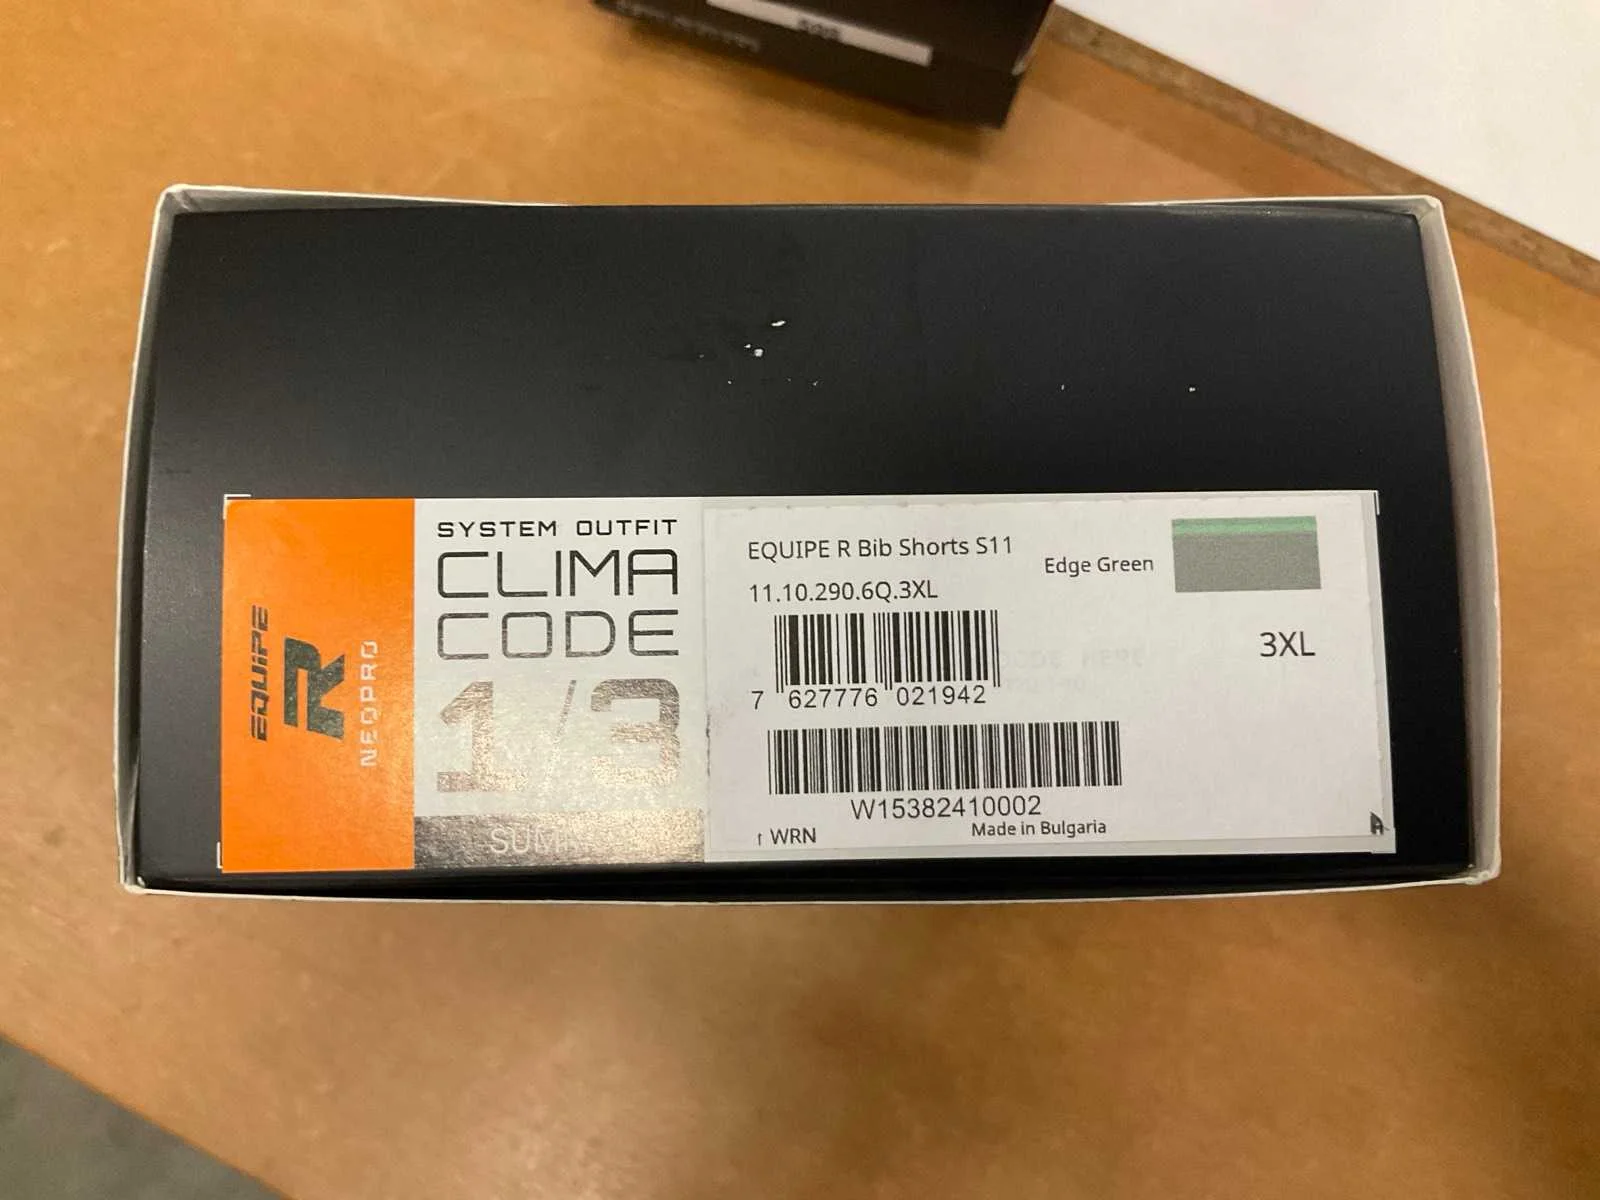 EQUIPE
R
NEOPRO
SYSTEM OUTFIT
CLIMA
CODE
1/3
EQUIPE R Bib Shorts S11
11.10.290.6Q.3XL
Edge Green
3XL
7 627776 021942
W15382410002
WRN
Made in Bulgaria